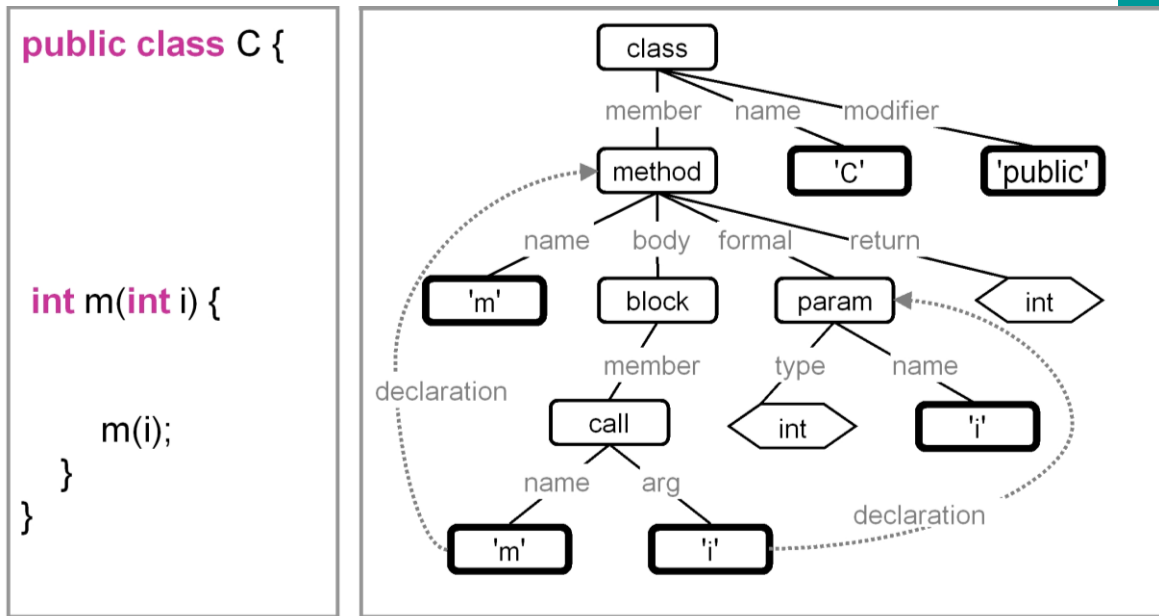 public class C {
int m(int i) {
m(i);
}
}
class
member name modifier
method 'C' 'public'
name body formal return
'm' block param int
member type name
declaration
call int 'i'
name arg
declaration
'm' 'i'